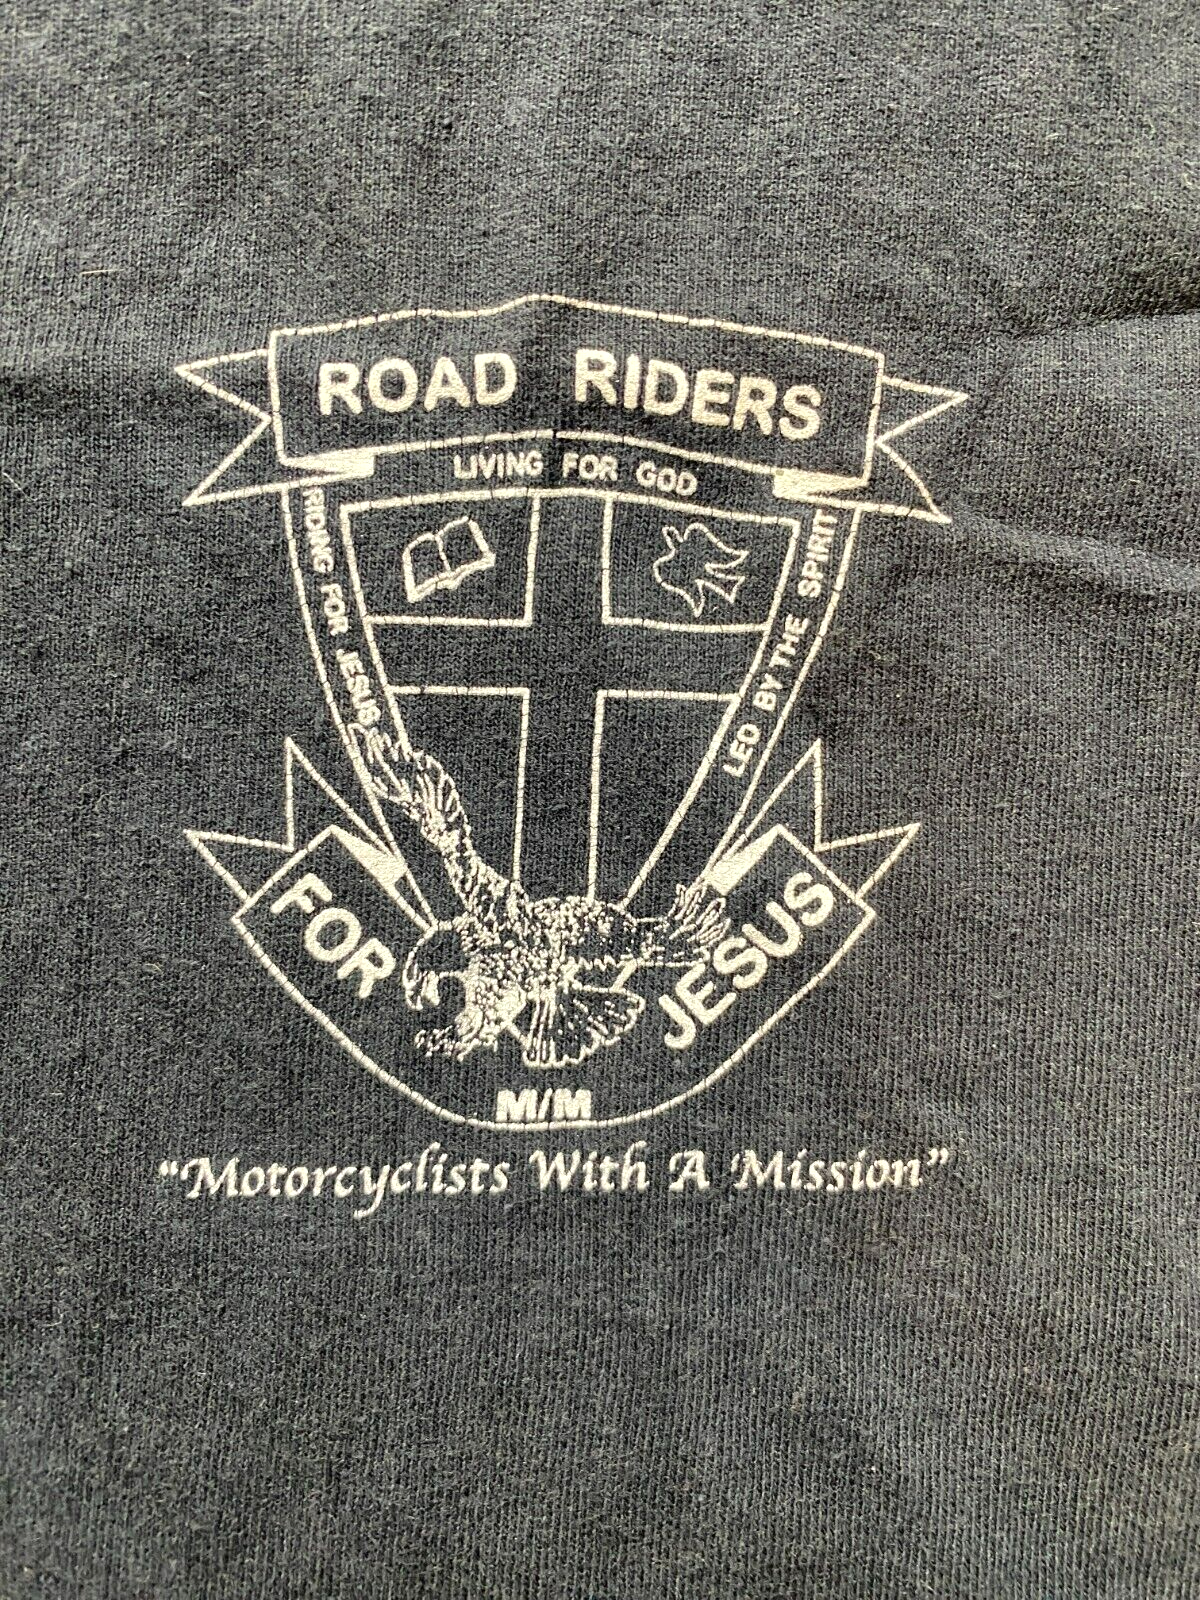 ROAD RIDERS
LIVING FOR GOD
RIDING FOR JESUS
LED BY THE SPIRIT
FOR JESUS
M/M
"Motorcyclists With A Mission"